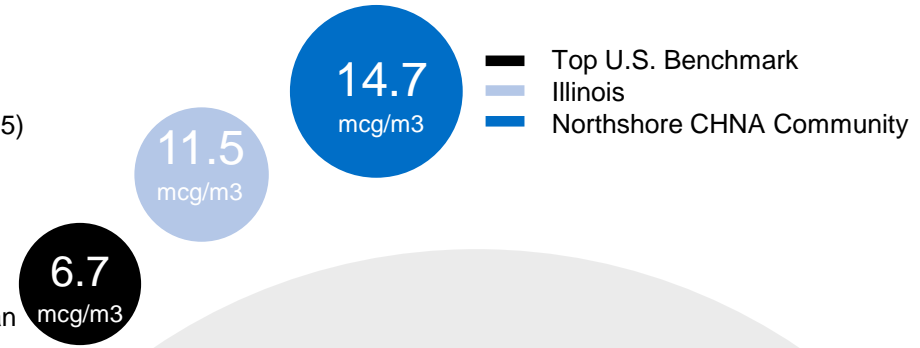 14.7
mcg/m3
Top U.S. Benchmark
Illinois
Northshore CHNA Community
5)
11.5
mcg/m3
6.7
mcg/m3
an